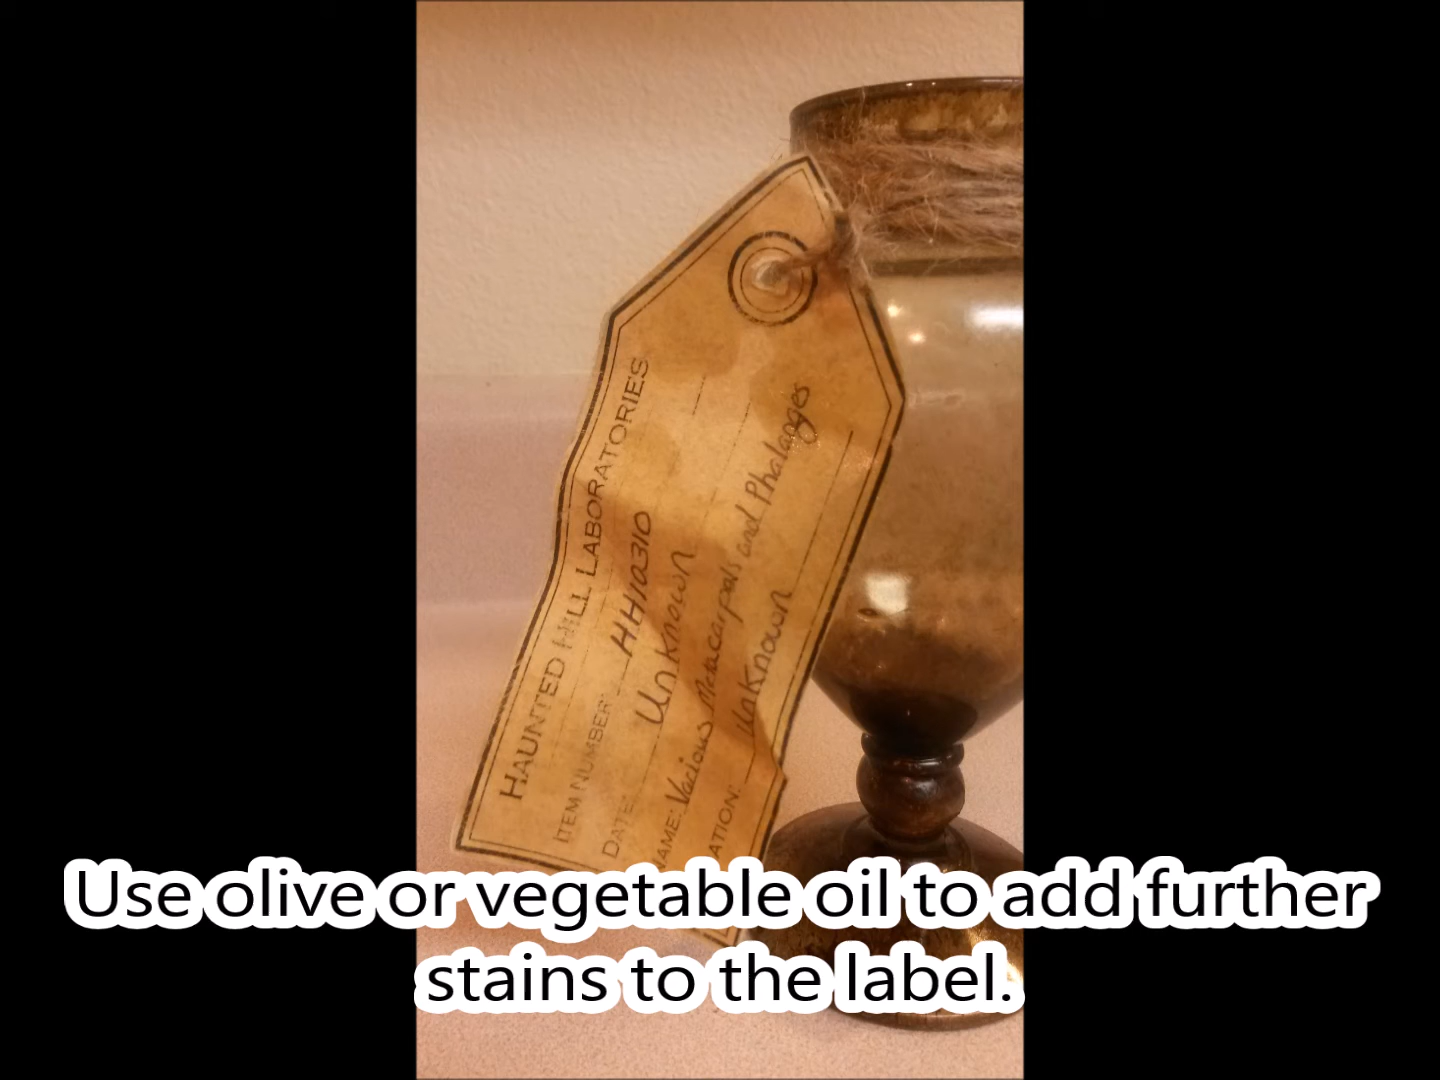 HAUNTED HILL LABORATORIES
ITEM NUMBER: HH10310
DATE: Unknown
NAME: Various Metacarpals and Phalanges
ATION: Unknown
Use olive or vegetable oil to add further
stains to the label.